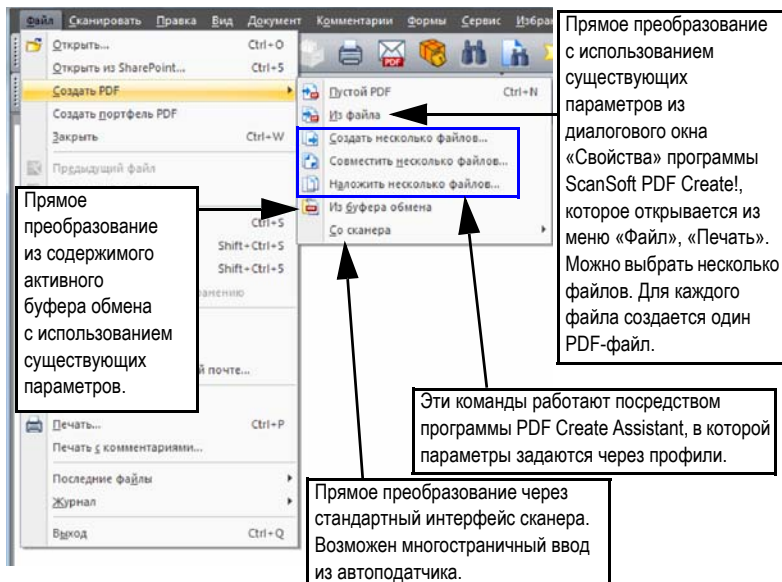 Файл Сканировать Правка Вид Документ Комментарии Формы Сервис Избран
Открыть... Ctrl+O
Открыть из SharePoint... Ctrl+5
Создать PDF
Создать портфель PDF
Закрыть Ctrl+W
Предыдущий файл
Ctrl+S
Shift+Ctrl+S
Shift+Ctrl+5
анению
й почте...
Печать... Ctrl+P
Печать с комментариями...
Последние файлы
Журнал
Выход Ctrl+Q
PDF
Пустой PDF Ctrl+N
Из файла
Создать несколько файлов...
Совместить несколько файлов...
Наложить несколько файлов...
Из буфера обмена
Со сканера
Прямое преобразование
с использованием
существующих
параметров из
диалогового окна
«Свойства» программы
ScanSoft PDF Create!,
которое открывается из
меню «Файл», «Печать».
Можно выбрать несколько
файлов. Для каждого
файла создается один
PDF-файл.
Прямое
преобразование
из содержимого
активного
буфера обмена
с использованием
существующих
параметров.
Эти команды работают посредством
программы PDF Create Assistant, в которой
параметры задаются через профили.
Прямое преобразование через
стандартный интерфейс сканера.
Возможен многостраничный ввод
из автоподатчика.